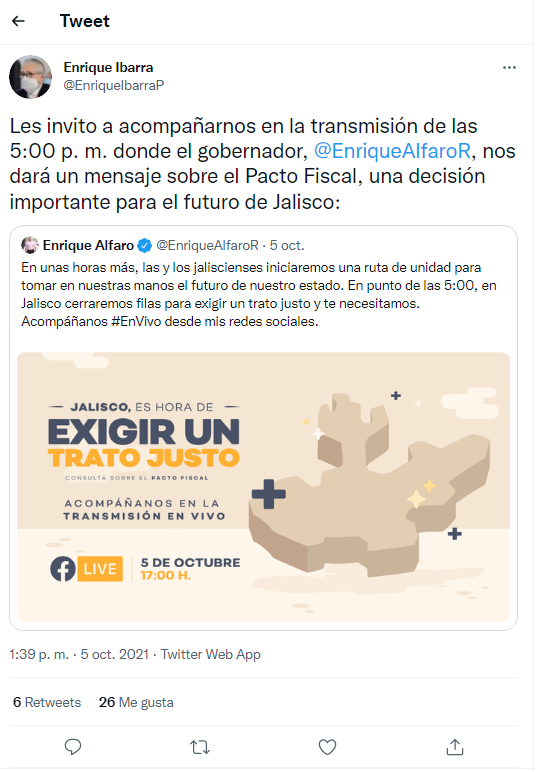 Tweet
Enrique Ibarra
@EnriqueIbarraP
Les invito a acompañarnos en la transmisión de las
5:00 p. m. donde el gobernador, @EnriqueAlfaroR, nos
dará un mensaje sobre el Pacto Fiscal, una decisión
importante para el futuro de Jalisco:
Enrique Alfaro @EnriqueAlfaroR · 5 oct.
En unas horas más, las y los jaliscienses iniciaremos una ruta de unidad para
tomar en nuestras manos el futuro de nuestro estado. En punto de las 5:00, en
Jalisco cerraremos filas para exigir un trato justo y te necesitamos.
Acompáñanos #EnVivo desde mis redes sociales.
JALISCO, ES HORA DE
EXIGIR UN
TRATO JUSTO
CONSULTA SOBRE EL PACTO FISCAL
ACOMPÁÑANOS EN LA
TRANSMISIÓN EN VIVO
LIVE
5 DE OCTUBRE
17:00 H.
1:39 p. m. · 5 oct. 2021 · Twitter Web App
6 Retweets 26 Me gusta